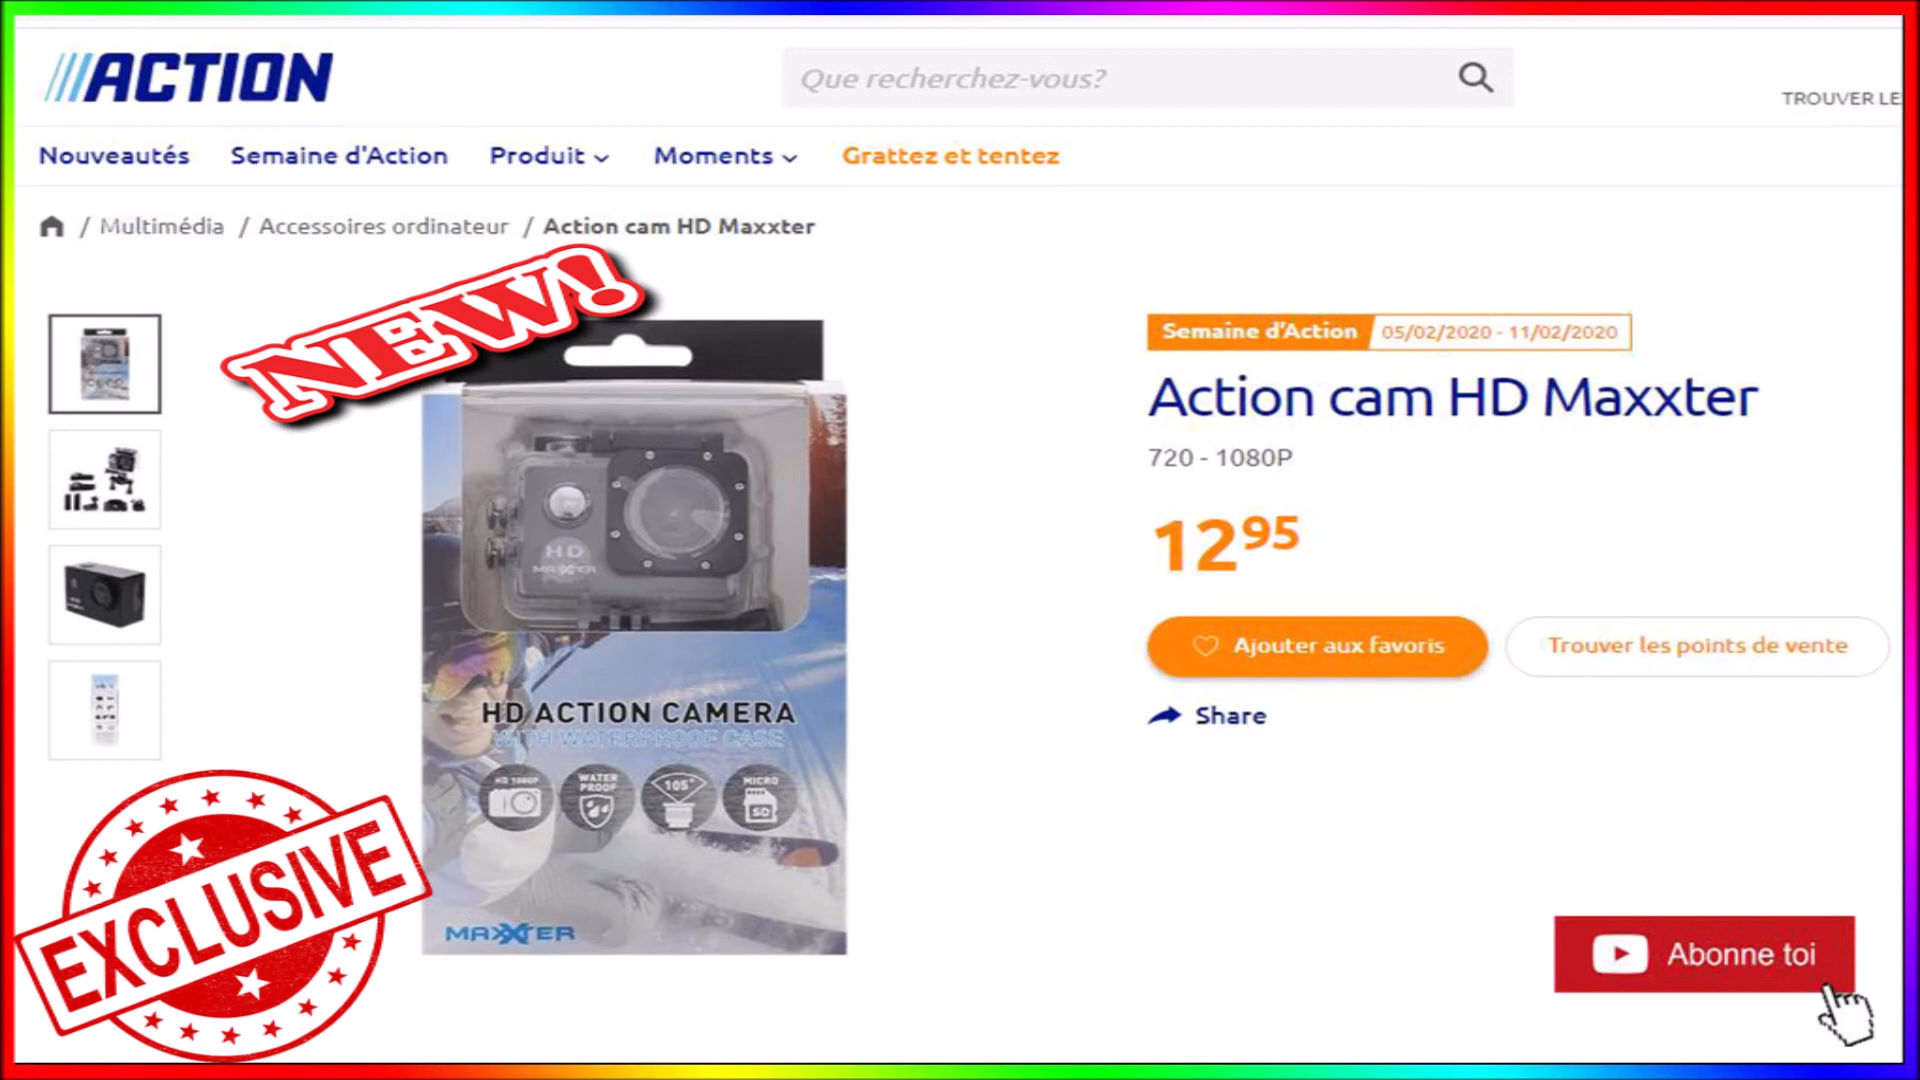 ACTION
Que recherchez-vous?
TROUVER LE
Nouveautés
Semaine d'Action
Produit
Moments
Grattez et tentez
/ Multimédia / Accessoires ordinateur / Action cam HD Maxxter
NEW!
Semaine d'Action 05/02/2020 - 11/02/2020
Action cam HD Maxxter
720 - 1080P
12 95
Ajouter aux favoris
Trouver les points de vente
Share
HD
MAXXTER
HD ACTION CAMERA
WITH WATERPROOF CASE
HD 1080P
WATER PROOF
105°
MICRO SD
MAXXTER
EXCLUSIVE
Abonne toi